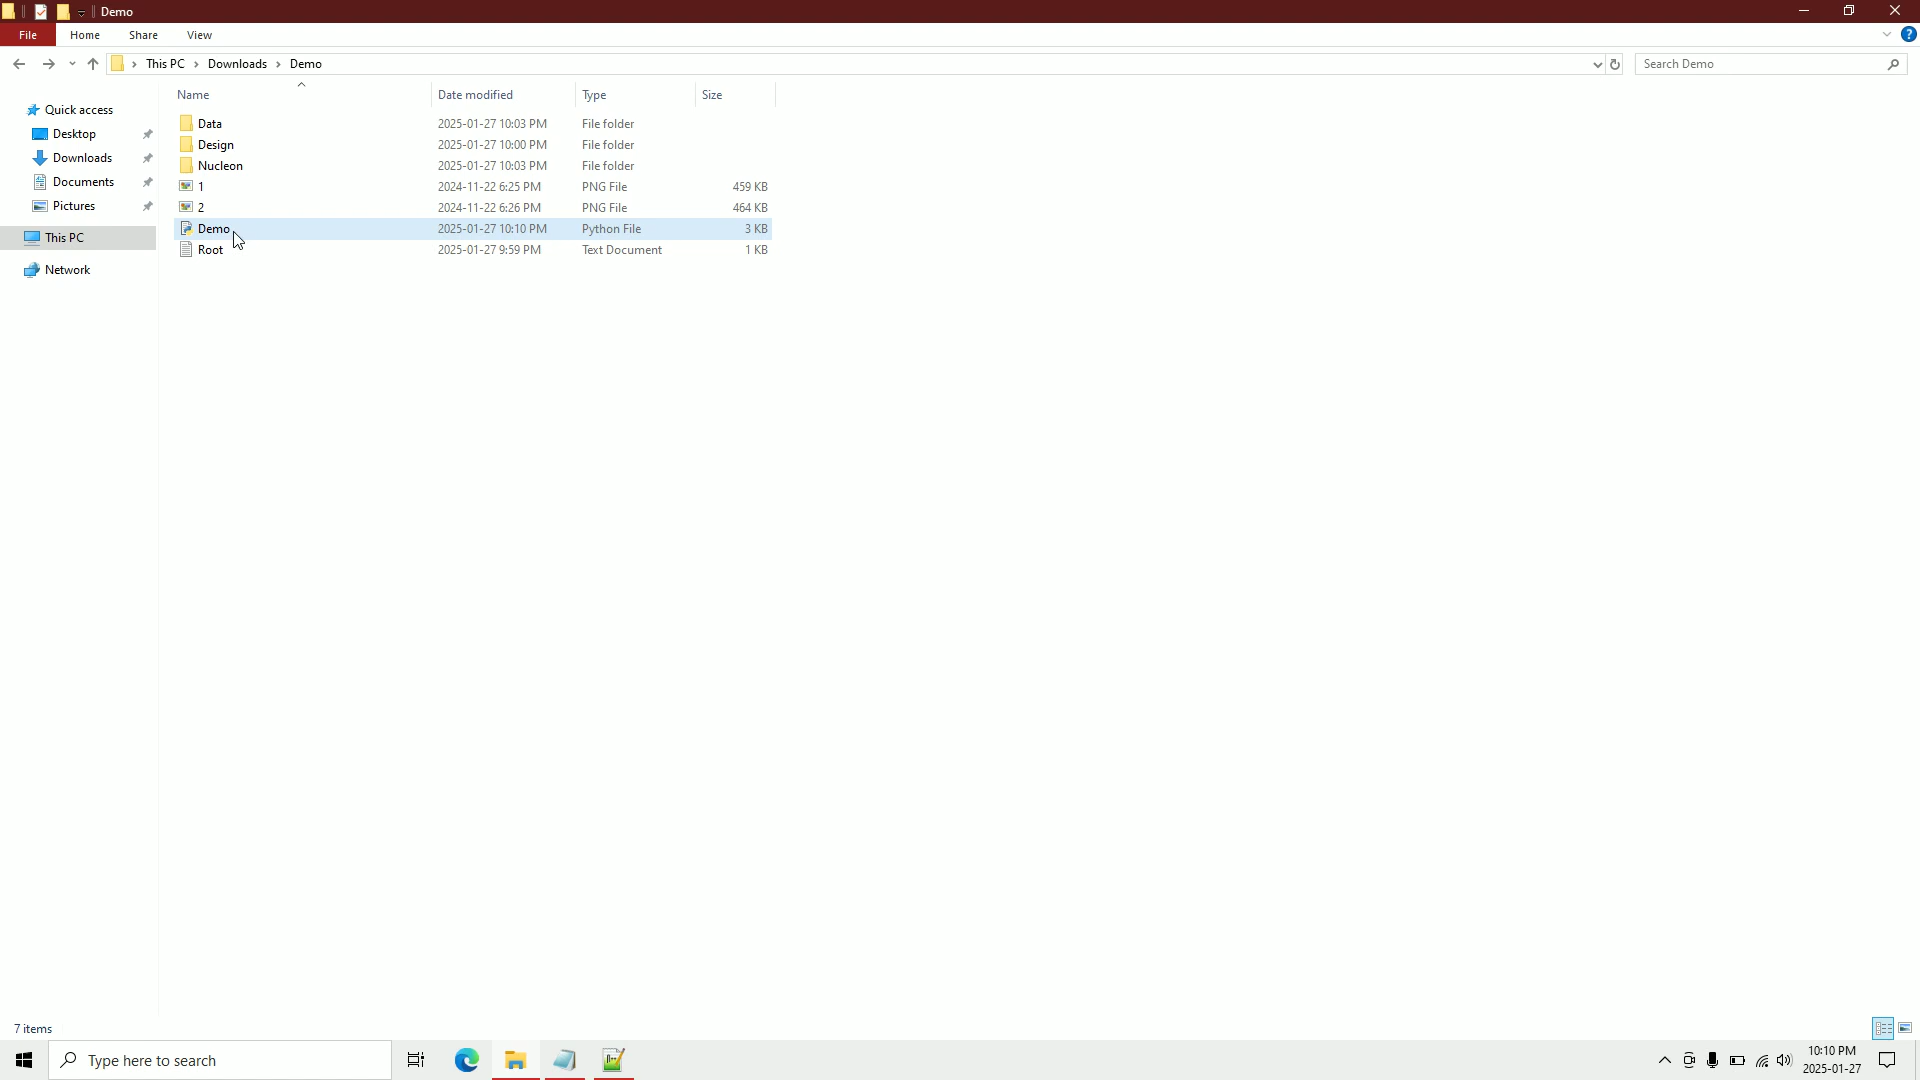 Demo
File Home Share View
This PC Downloads Demo Search Demo
Name Date modified Type Size
Quick access
Desktop
Downloads
Documents
Pictures
This PC
Network
Data 2025-01-27 10:03 PM File folder
Design 2025-01-27 10:00 PM File folder
Nucleon 2025-01-27 10:03 PM File folder
1 2024-11-22 6:25 PM PNG File 459 KB
2 2024-11-22 6:26 PM PNG File 464 KB
Demo 2025-01-27 10:10 PM Python File 3 KB
Root 2025-01-27 9:59 PM Text Document 1 KB
7 items
Type here to search
10:10 PM
2025-01-27